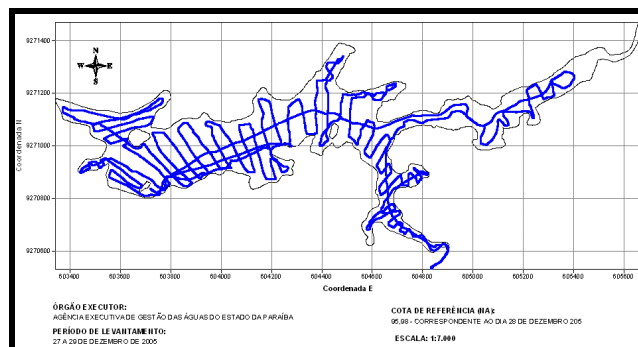 9271400
9271200
9271000
9270800
9270600
Coordenada N
N
W E
S
603400 603600 603800 604000 604200 604400 604600 604800 605000 605200 605400 605600
Coordenada E
ÓRGÃO EXECUTOR:
AGÊNCIA EXECUTIVA DE GESTÃO DAS ÁGUAS DO ESTADO DA PARAÍBA
PERÍODO DE LEVANTAMENTO:
27 A 29 DE DEZEMBRO DE 2005
COTA DE REFERÊNCIA (NA):
95,98 - CORRESPONDENTE AO DIA 28 DE DEZEMBRO 205
ESCALA: 1:7.000